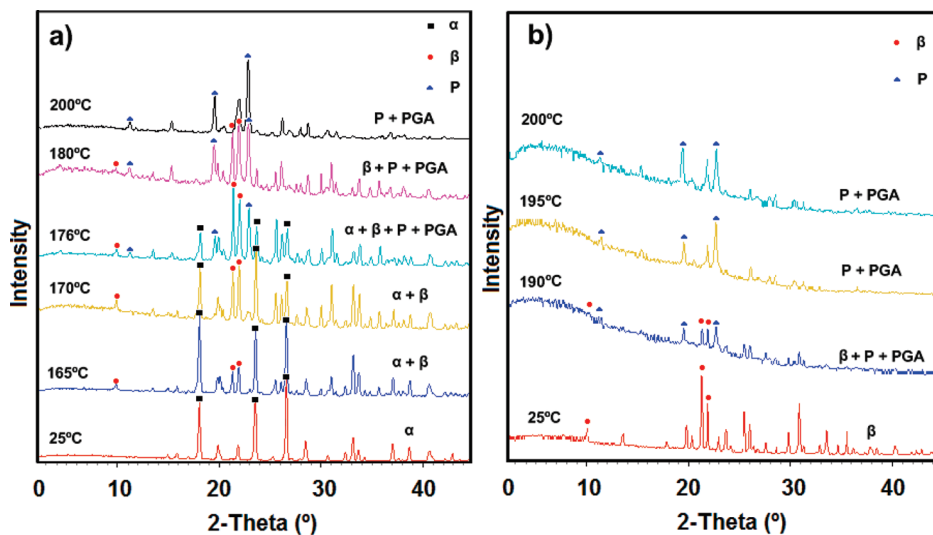 a)
α
β
P
200ºC
P + PGA
180ºC
β + P + PGA
176ºC
α + β + P + PGA
170ºC
α + β
165ºC
α + β
25ºC
α
0 10 20 30 40
2-Theta (º)
Intensity
b)
β
P
200ºC
P + PGA
195ºC
P + PGA
190ºC
β + P + PGA
25ºC
β
0 10 20 30 40
2-Theta (º)
Intensity